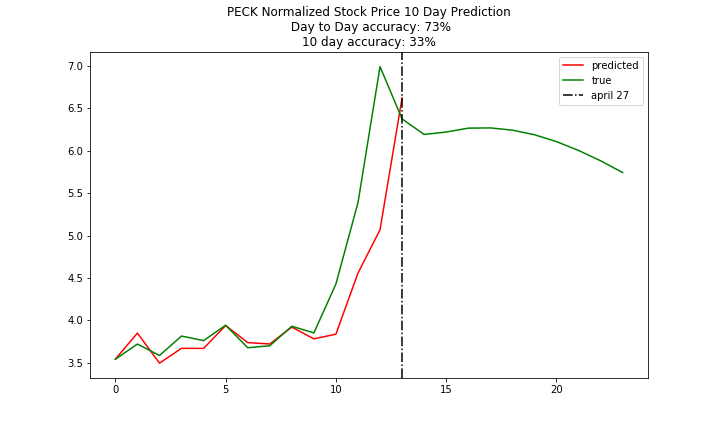 PECK Normalized Stock Price 10 Day Prediction
Day to Day accuracy: 73%
10 day accuracy: 33%
predicted
true
april 27
7.0
6.5
6.0
5.5
5.0
4.5
4.0
3.5
0 5 10 15 20